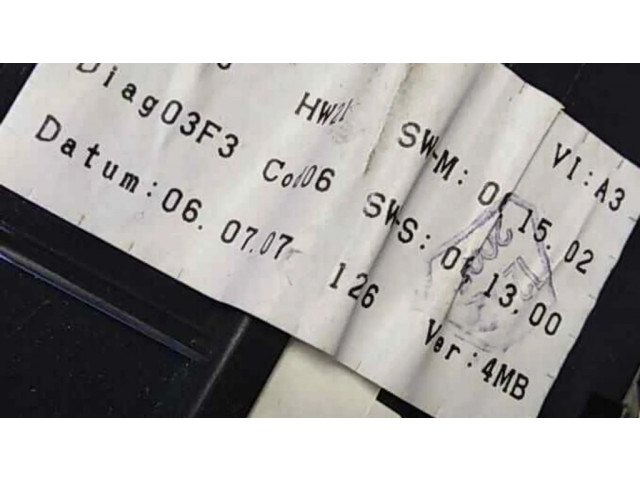 Diag03F3 HW21 SW-M: 0 15.02 VI:A3
Datum:06.07.07 Co 06 SW-S: 0 13,00
126 Ver:4MB